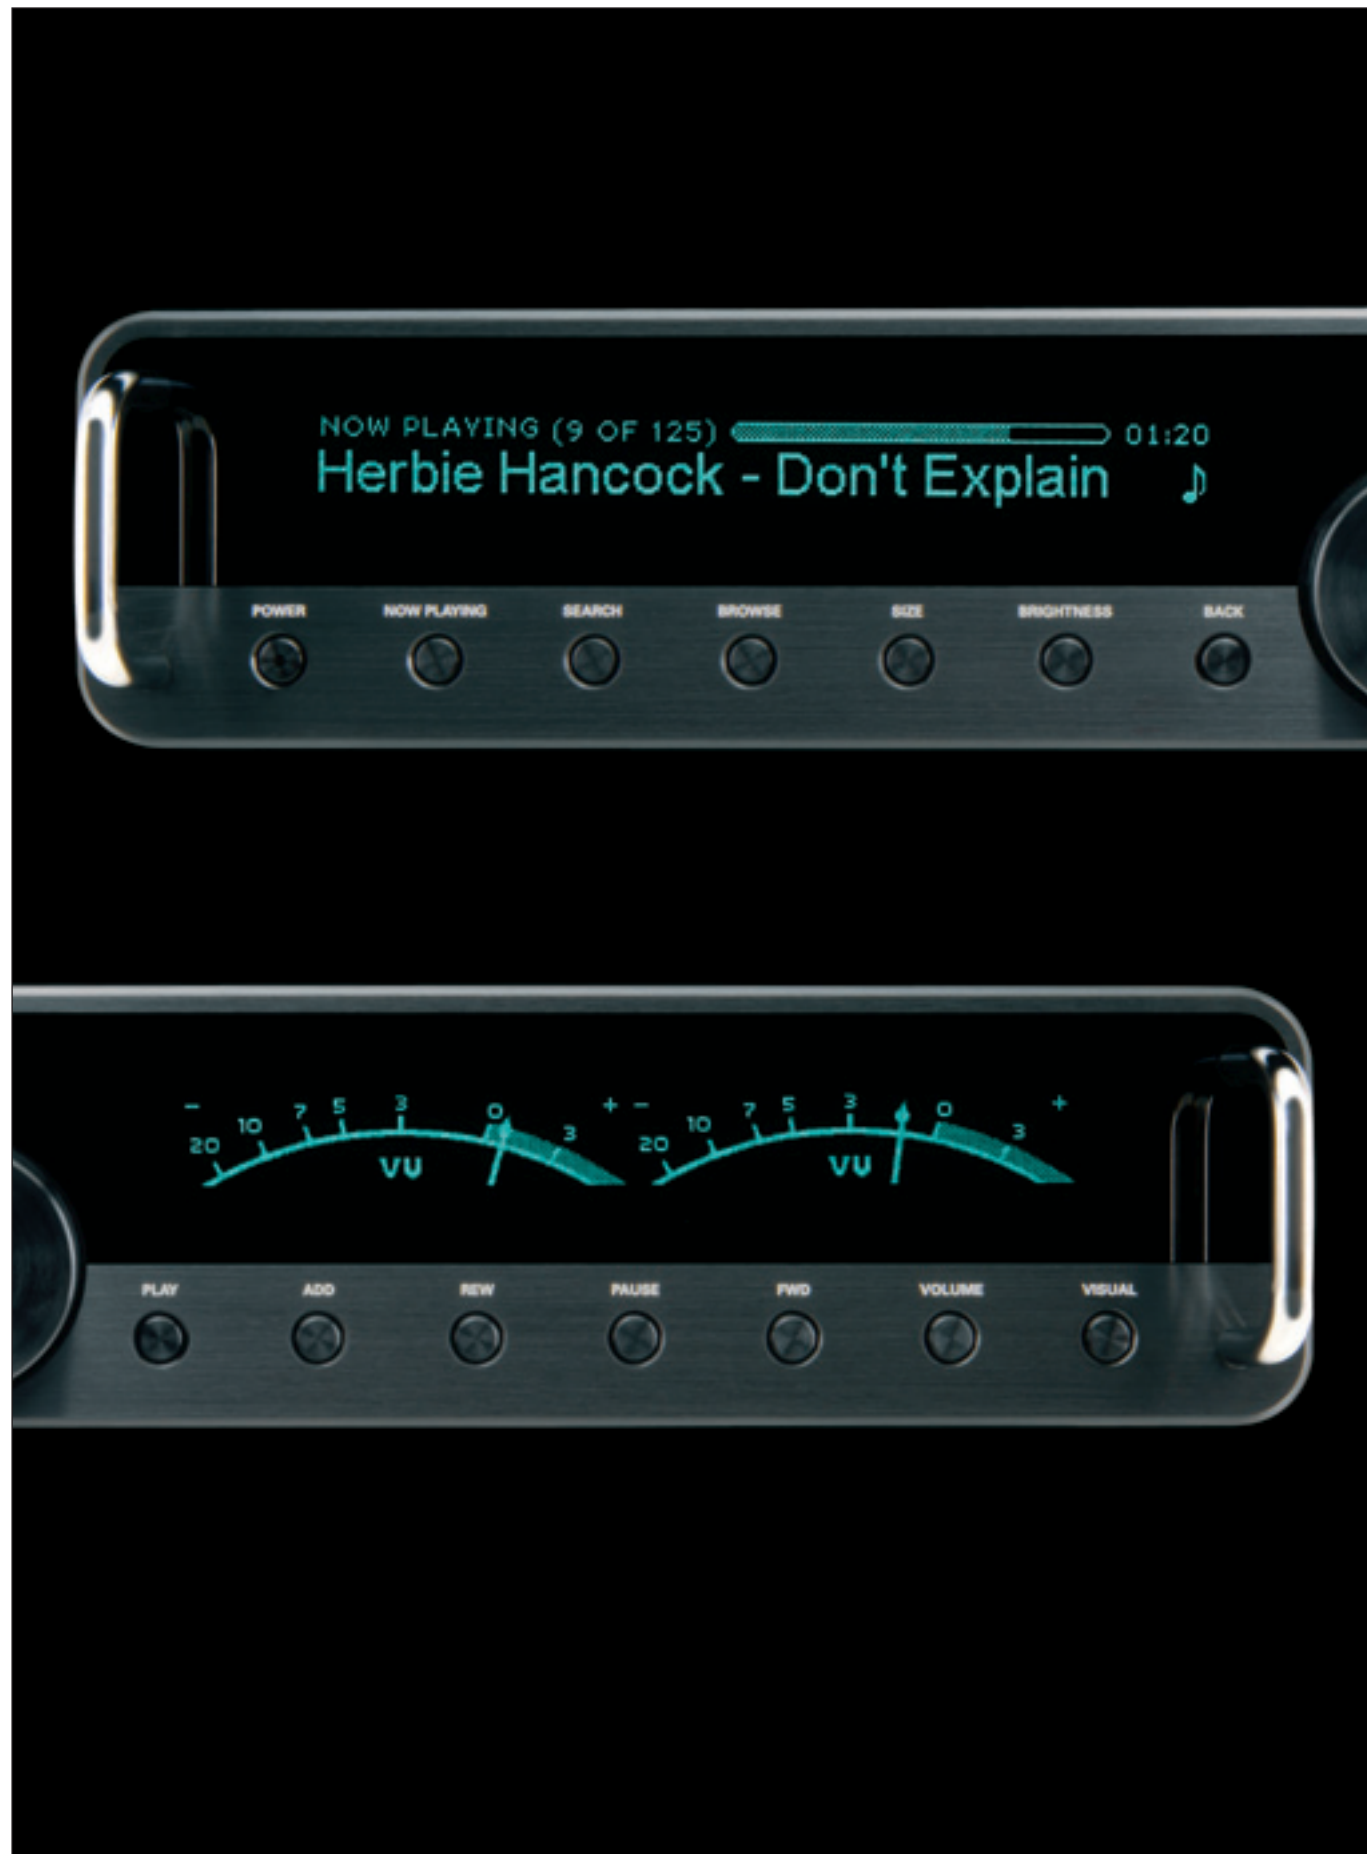 NOW PLAYING (9 OF 125) 01:20
Herbie Hancock - Don't Explain
POWER NOW PLAYING SEARCH BROWSE SIZE BRIGHTNESS BACK
- 20 10 7 5 3 0 3 + - 20 10 7 5 3 0 3 +
VU VU
PLAY ADD REW PAUSE FWD VOLUME VISUAL